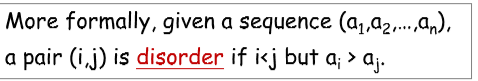 More formally, given a sequence (a₁,a₂,...,aₙ),
a pair (i,j) is disorder if i<j but aᵢ > aⱼ.